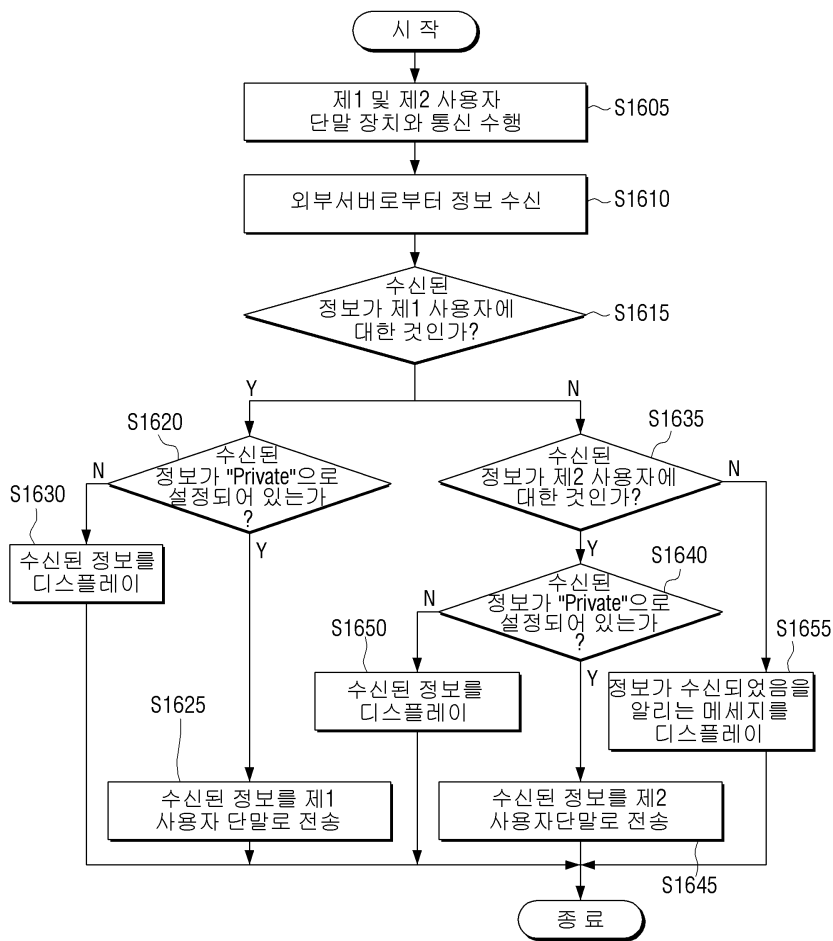 시 작
제1 및 제2 사용자
단말 장치와 통신 수행
S1605
외부서버로부터 정보 수신
S1610
수신된
정보가 제1 사용자에
대한 것인가?
S1615
Y
N
S1620
수신된
정보가 "Private"으로
설정되어 있는가
?
N
Y
S1635
수신된
정보가 제2 사용자에
대한 것인가?
N
Y
S1630
수신된 정보를
디스플레이
S1640
수신된
정보가 "Private"으로
설정되어 있는가
?
N
Y
S1650
수신된 정보를
디스플레이
S1655
정보가 수신되었음을
알리는 메세지를
디스플레이
S1625
수신된 정보를 제1
사용자 단말로 전송
수신된 정보를 제2
사용자단말로 전송
S1645
종 료